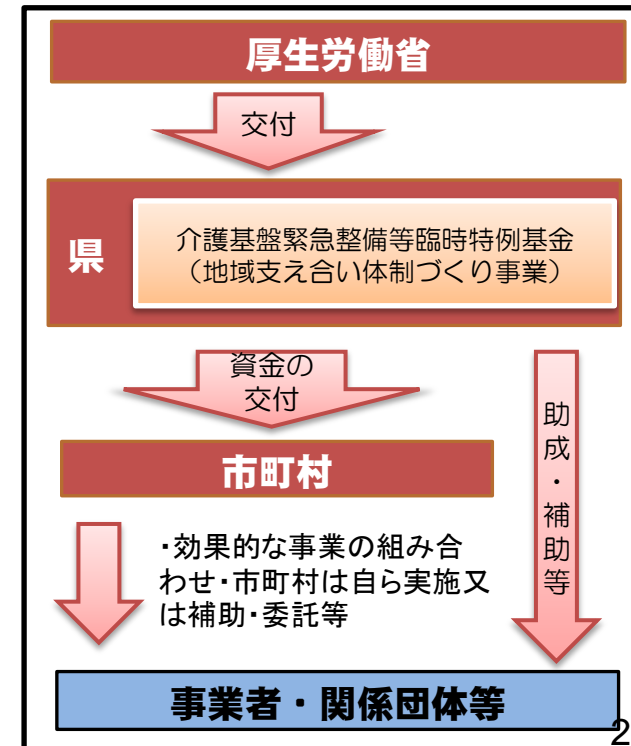 厚生労働省
交付
県
介護基盤緊急整備等臨時特例基金
（地域支え合い体制づくり事業）
資金の
交付
助成・補助等
市町村
・効果的な事業の組み合
わせ・市町村は自ら実施又
は補助・委託等
事業者・関係団体等
2